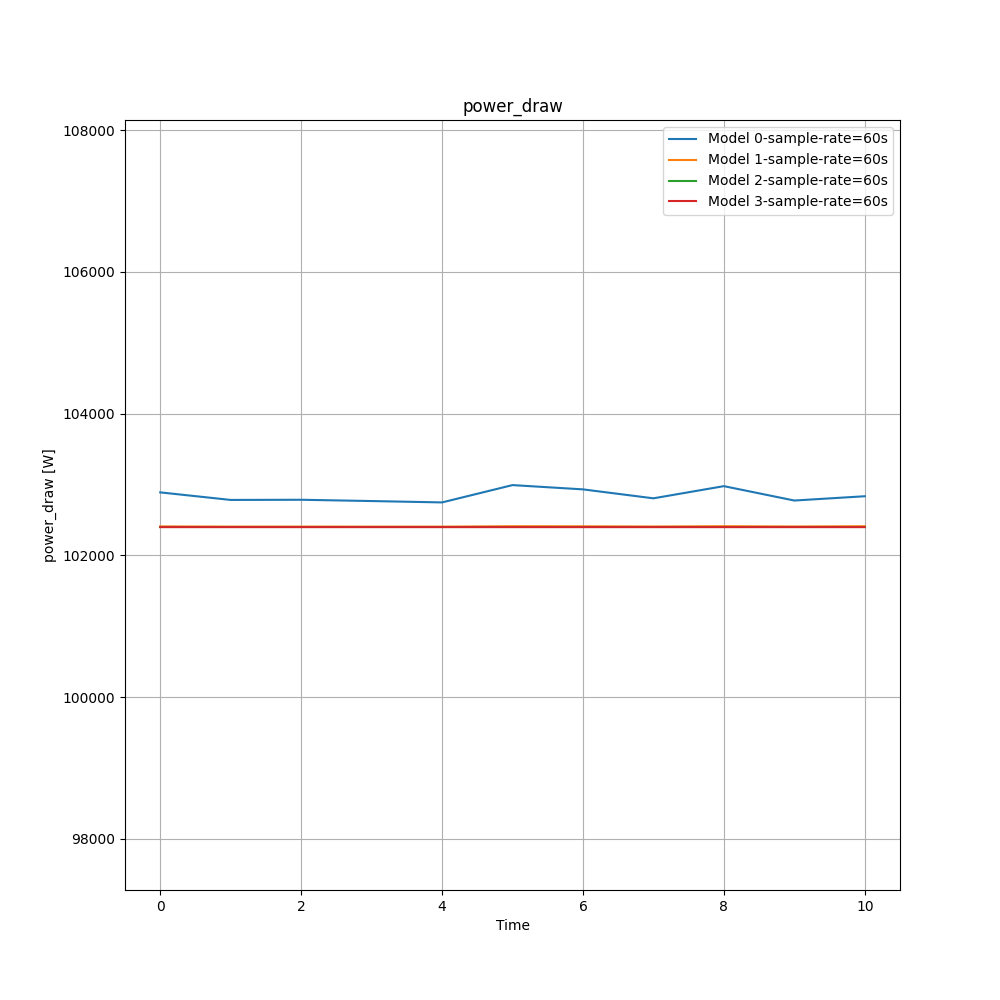 power_draw
108000
106000
104000
102000
100000
98000
power_draw [W]
Model 0-sample-rate=60s
Model 1-sample-rate=60s
Model 2-sample-rate=60s
Model 3-sample-rate=60s
0 2 4 6 8 10
Time